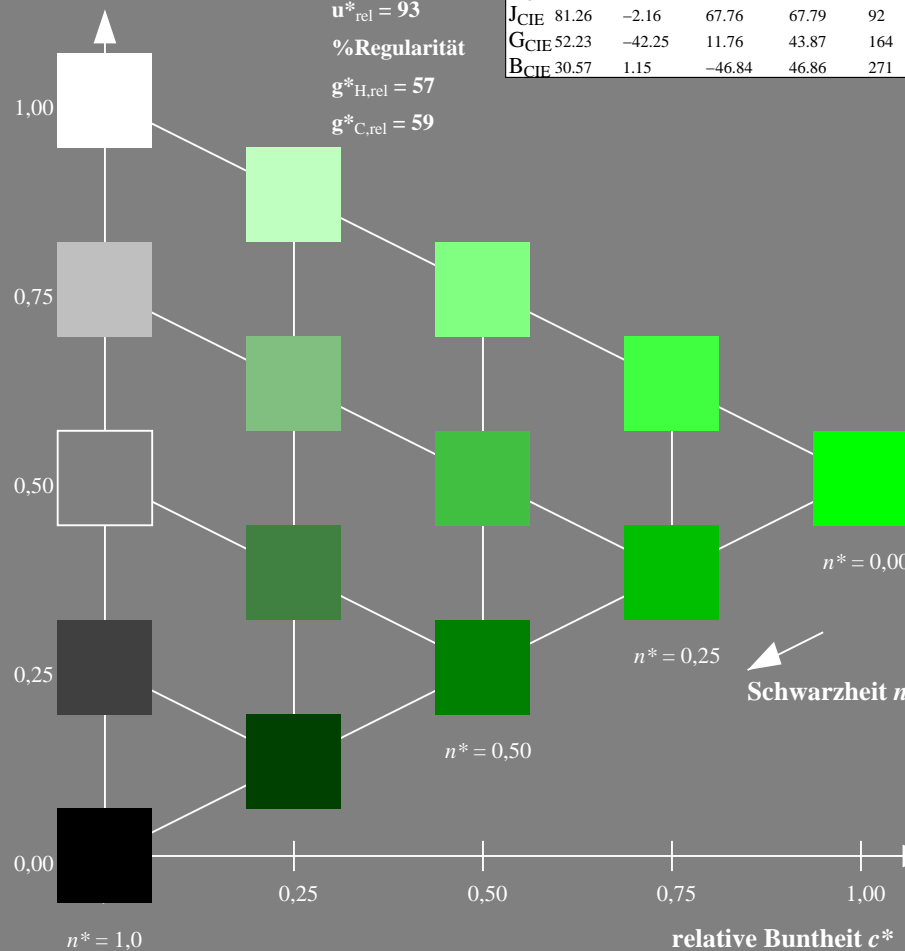 u*rel = 93
%Regularität
g*H,rel = 57
g*C,rel = 59
JCIE 81.26 −2.16 67.76 67.79 92
GCIE 52.23 −42.25 11.76 43.87 164
BCIE 30.57 1.15 −46.84 46.86 271
1,00
0,75
0,50
0,25
0,00
n* = 0,00
n* = 0,25
Schwarzheit n
n* = 0,50
0,25 0,50 0,75 1,00
n* = 1,0
relative Buntheit c*